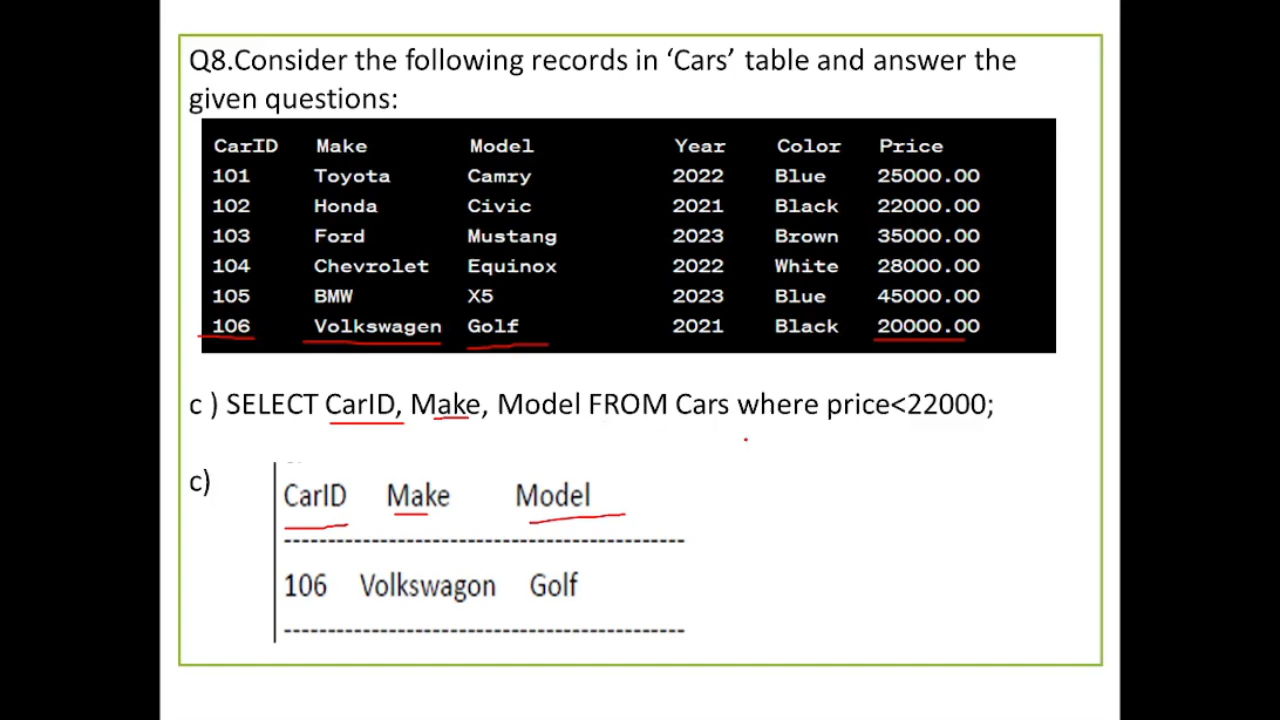 Q8.Consider the following records in ‘Cars’ table and answer the
given questions:
CarID Make Model Year Color Price
101 Toyota Camry 2022 Blue 25000.00
102 Honda Civic 2021 Black 22000.00
103 Ford Mustang 2023 Brown 35000.00
104 Chevrolet Equinox 2022 White 28000.00
105 BMW X5 2023 Blue 45000.00
106 Volkswagen Golf 2021 Black 20000.00
c ) SELECT CarID, Make, Model FROM Cars where price<22000;
c)
CarID Make Model
---------------------------------------------
106 Volkswagon Golf
---------------------------------------------